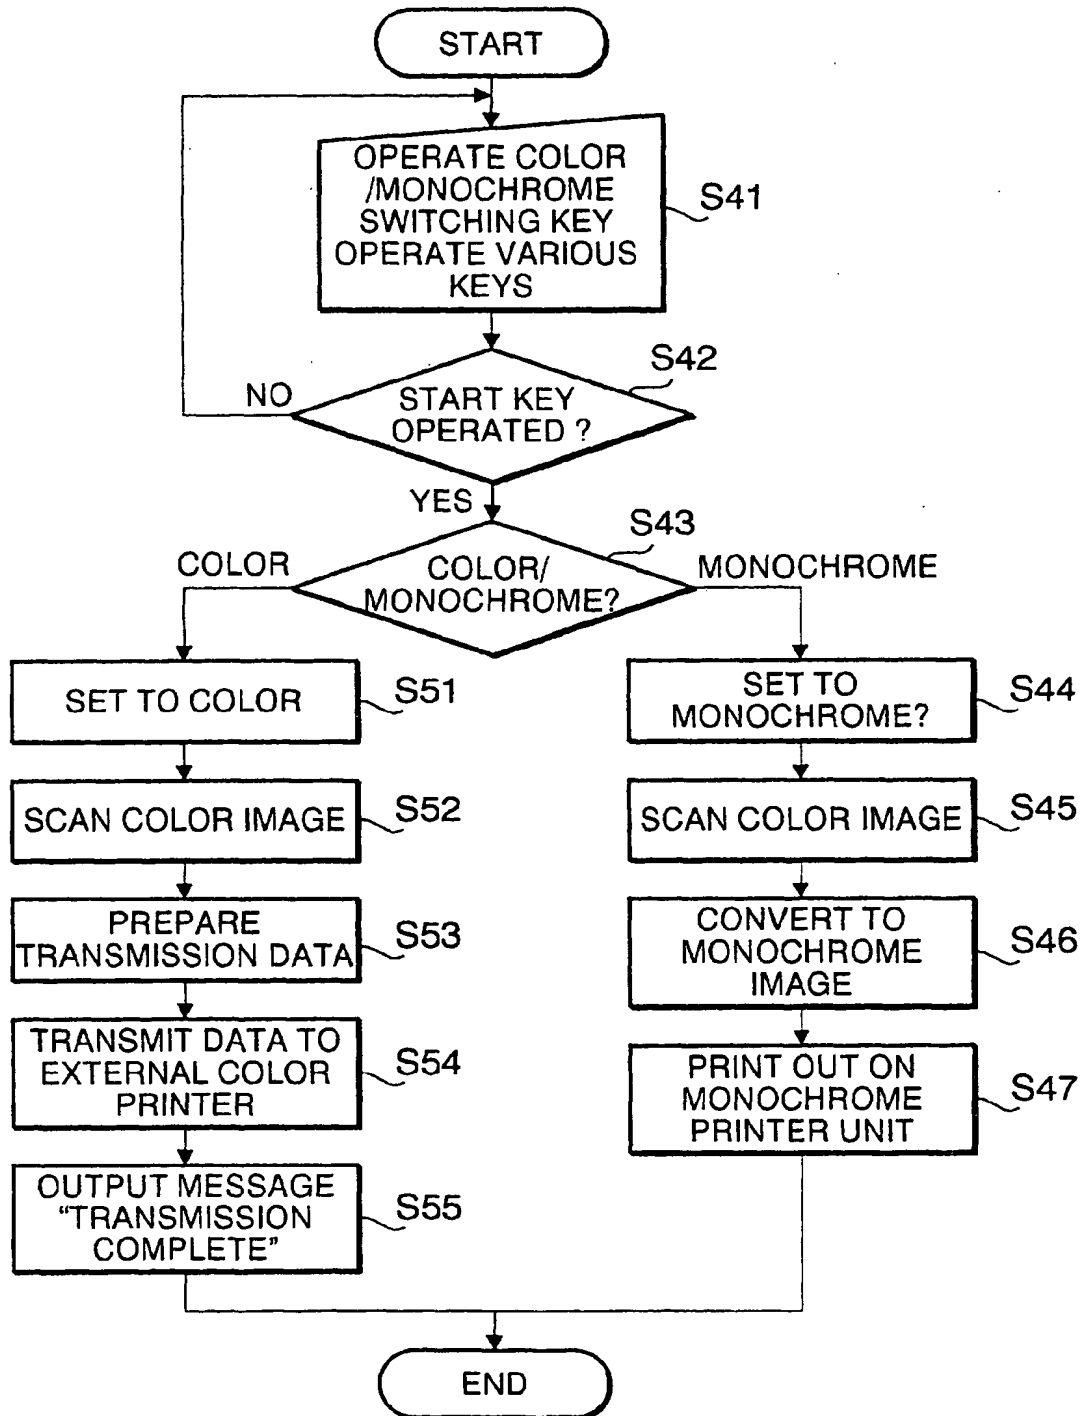 START
OPERATE COLOR
/MONOCHROME
SWITCHING KEY
OPERATE VARIOUS
KEYS
S41
START KEY
OPERATED ?
S42
NO
YES
COLOR/
MONOCHROME?
S43
COLOR
MONOCHROME
SET TO COLOR
S51
SCAN COLOR IMAGE
S52
PREPARE
TRANSMISSION DATA
S53
TRANSMIT DATA TO
EXTERNAL COLOR
PRINTER
S54
OUTPUT MESSAGE
“TRANSMISSION
COMPLETE”
S55
SET TO
MONOCHROME?
S44
SCAN COLOR IMAGE
S45
CONVERT TO
MONOCHROME
IMAGE
S46
PRINT OUT ON
MONOCHROME
PRINTER UNIT
S47
END